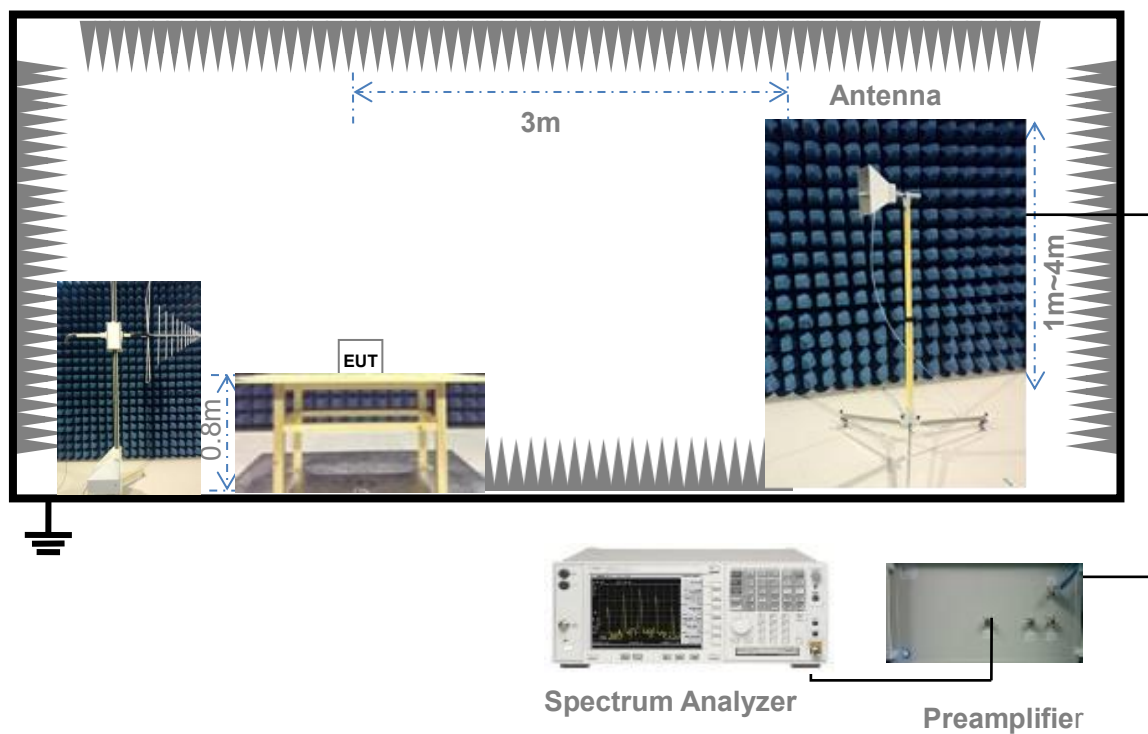 Antenna
3m
1m~4m
EUT
0.8m
Spectrum Analyzer
Preamplifier